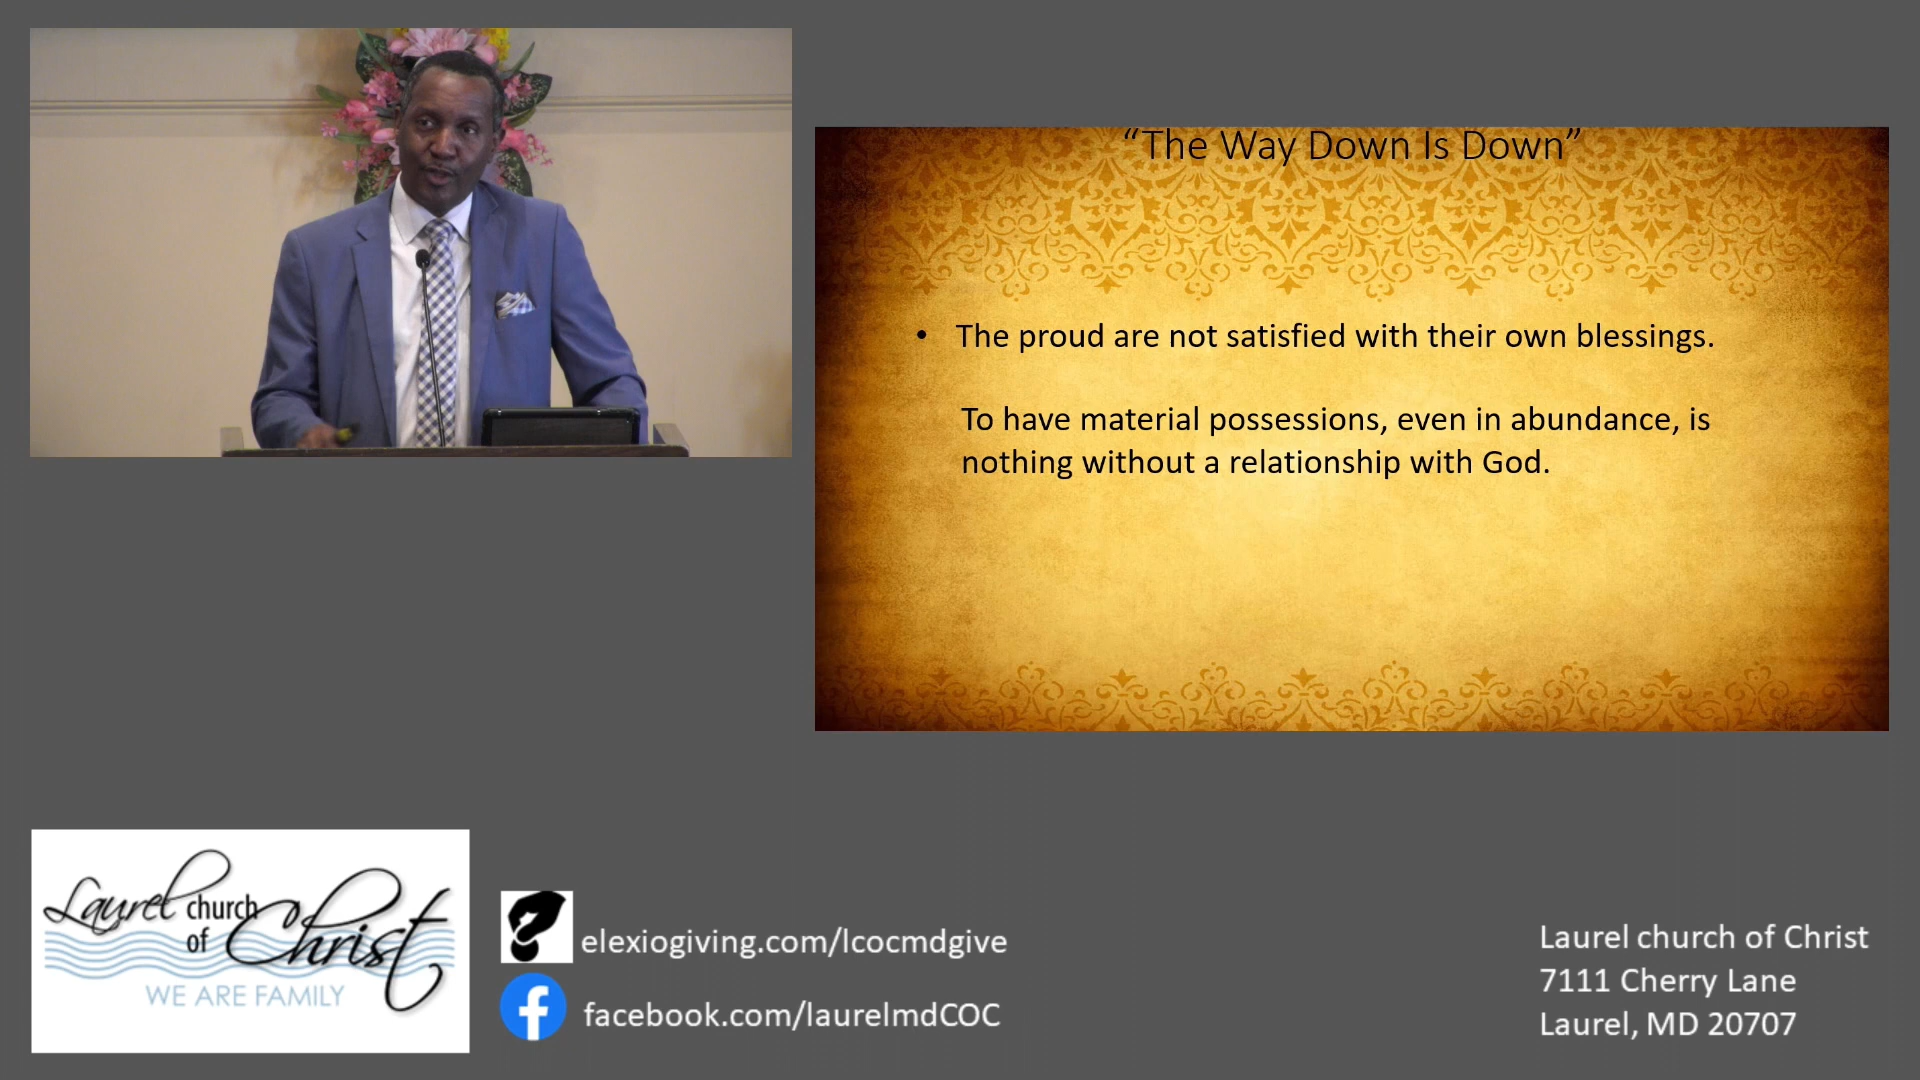 “The Way Down Is Down”
• The proud are not satisfied with their own blessings.
To have material possessions, even in abundance, is
nothing without a relationship with God.
Laurel church
of Christ
WE ARE FAMILY
elexiogiving.com/lcocmdgive
facebook.com/laurelmdCOC
Laurel church of Christ
7111 Cherry Lane
Laurel, MD 20707